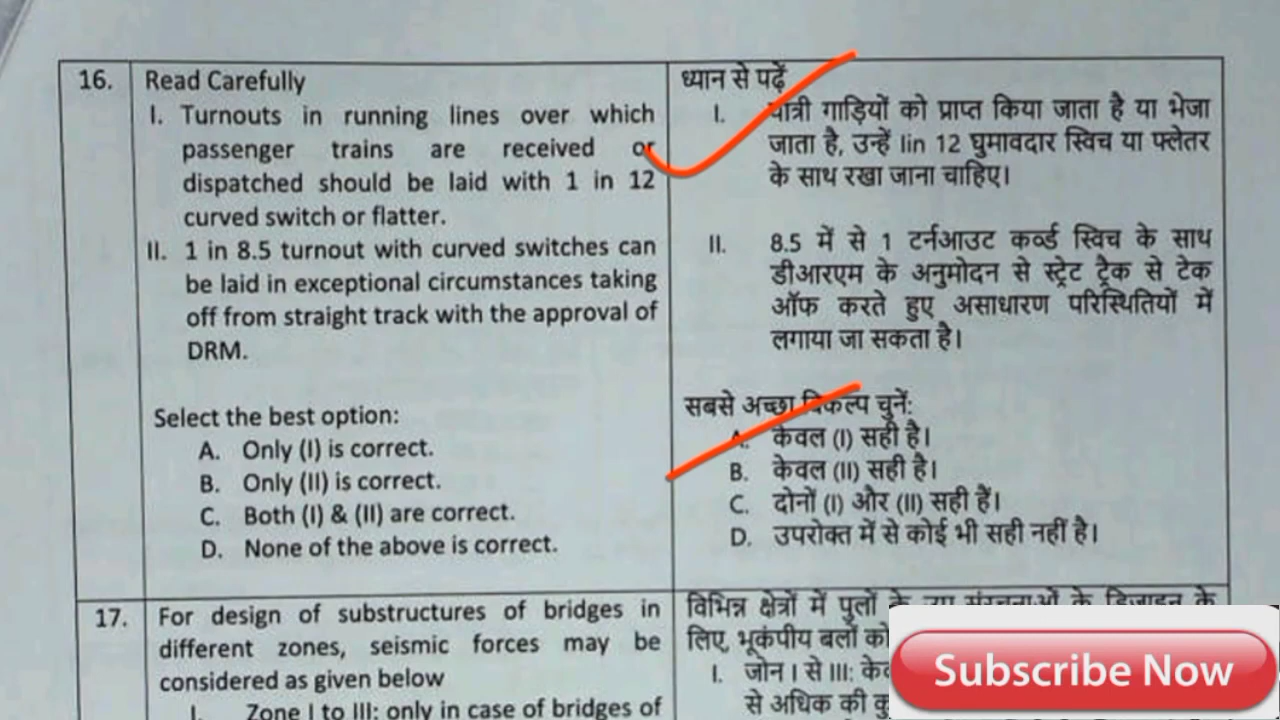 16.
Read Carefully
I. Turnouts in running lines over which
passenger trains are received or
dispatched should be laid with 1 in 12
curved switch or flatter.
II. 1 in 8.5 turnout with curved switches can
be laid in exceptional circumstances taking
off from straight track with the approval of
DRM.
Select the best option:
A. Only (I) is correct.
B. Only (II) is correct.
C. Both (I) & (II) are correct.
D. None of the above is correct.
ध्यान से पढ़ें
I. यात्री गाड़ियों को प्राप्त किया जाता है या भेजा
जाता है, उन्हें Iin 12 घुमावदार स्विच या फ्लेतर
के साथ रखा जाना चाहिए।
II. 8.5 में से 1 टर्नआउट कर्व्ड स्विच के साथ
डीआरएम के अनुमोदन से स्ट्रेट ट्रैक से टेक
ऑफ करते हुए असाधारण परिस्थितियों में
लगाया जा सकता है।
सबसे अच्छा विकल्प चुनें:
A. केवल (I) सही है।
B. केवल (II) सही है।
C. दोनों (I) और (II) सही हैं।
D. उपरोक्त में से कोई भी सही नहीं है।
17.
For design of substructures of bridges in
different zones, seismic forces may be
considered as given below
I. Zone I to III: only in case of bridges of
विभिन्न क्षेत्रों में पुलों के उप संरचनाओं के डिजाइन के
लिए, भूकंपीय बलों को
I. जोन I से III:
से अधिक की
Subscribe Now